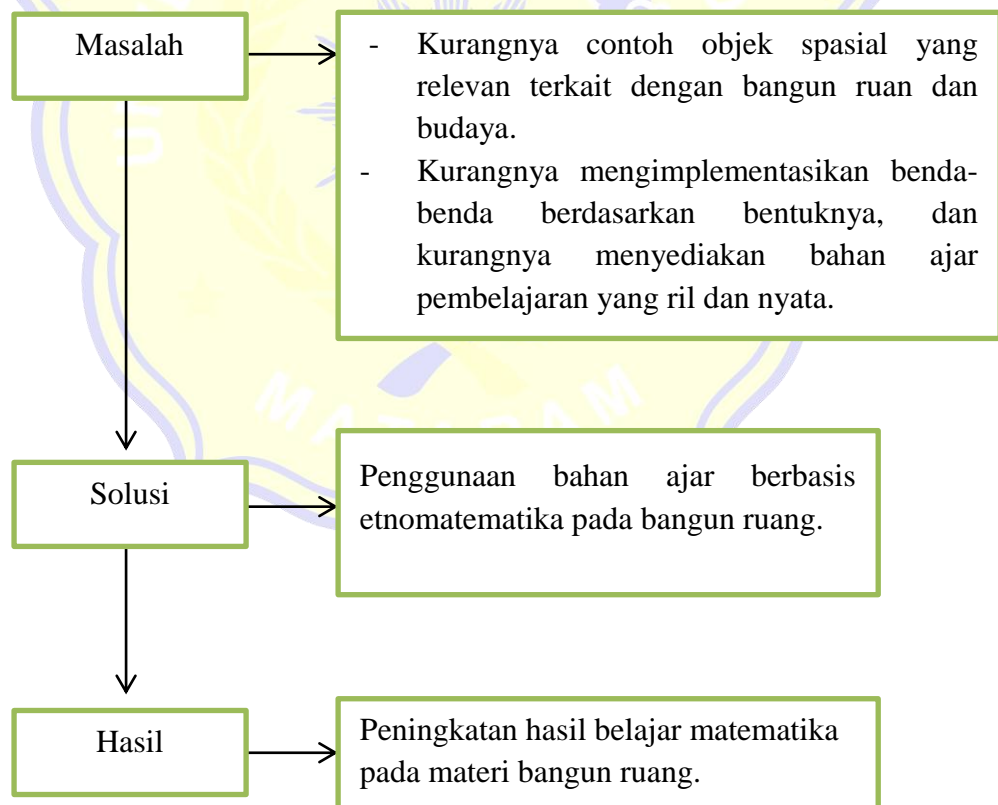 Masalah
- Kurangnya contoh objek spasial yang
relevan terkait dengan bangun ruan dan
budaya.
- Kurangnya mengimplementasikan benda-
benda berdasarkan bentuknya, dan
kurangnya menyediakan bahan ajar
pembelajaran yang ril dan nyata.
MATARAM
Solusi
Penggunaan bahan ajar berbasis
etnomatematika pada bangun ruang.
Hasil
Peningkatan hasil belajar matematika
pada materi bangun ruang.